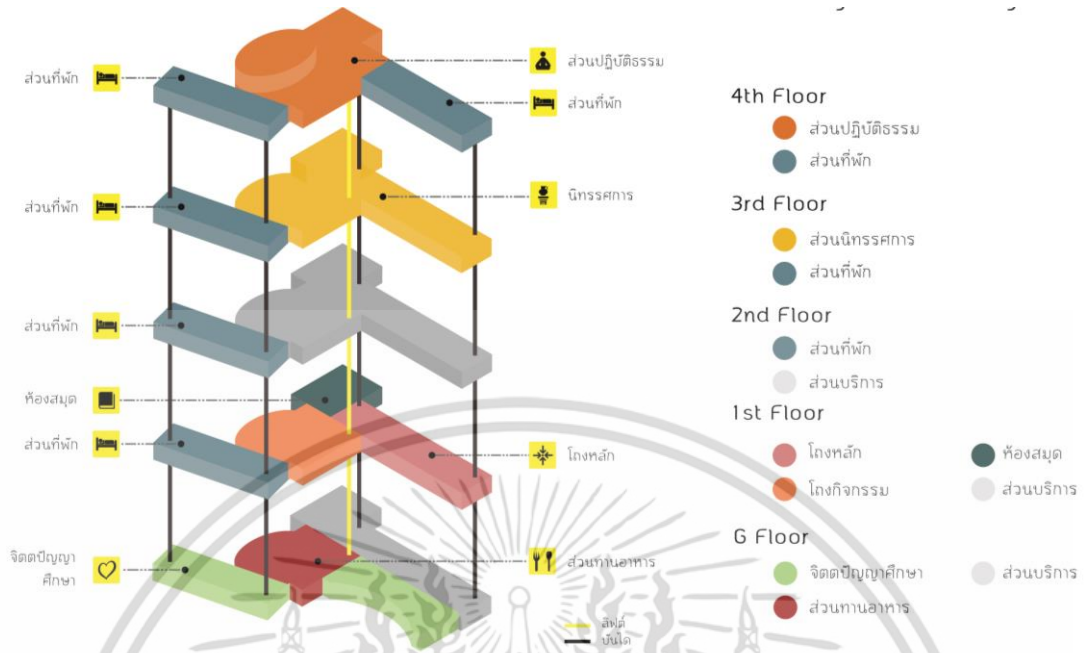 ส่วนที่พัก
ส่วนที่พัก
ส่วนที่พัก
ห้องสมุด
ส่วนที่พัก
จิตตปัญญา
ศึกษา
ส่วนปฏิบัติธรรม
ส่วนที่พัก
นิทรรศการ
โถงหลัก
ส่วนทานอาหาร
ลิฟต์
บันได
4th Floor
ส่วนปฏิบัติธรรม
ส่วนที่พัก
3rd Floor
ส่วนนิทรรศการ
ส่วนที่พัก
2nd Floor
ส่วนที่พัก
ส่วนบริการ
1st Floor
โถงหลัก
ห้องสมุด
โถงกิจกรรม
ส่วนบริการ
G Floor
จิตตปัญญาศึกษา
ส่วนบริการ
ส่วนทานอาหาร